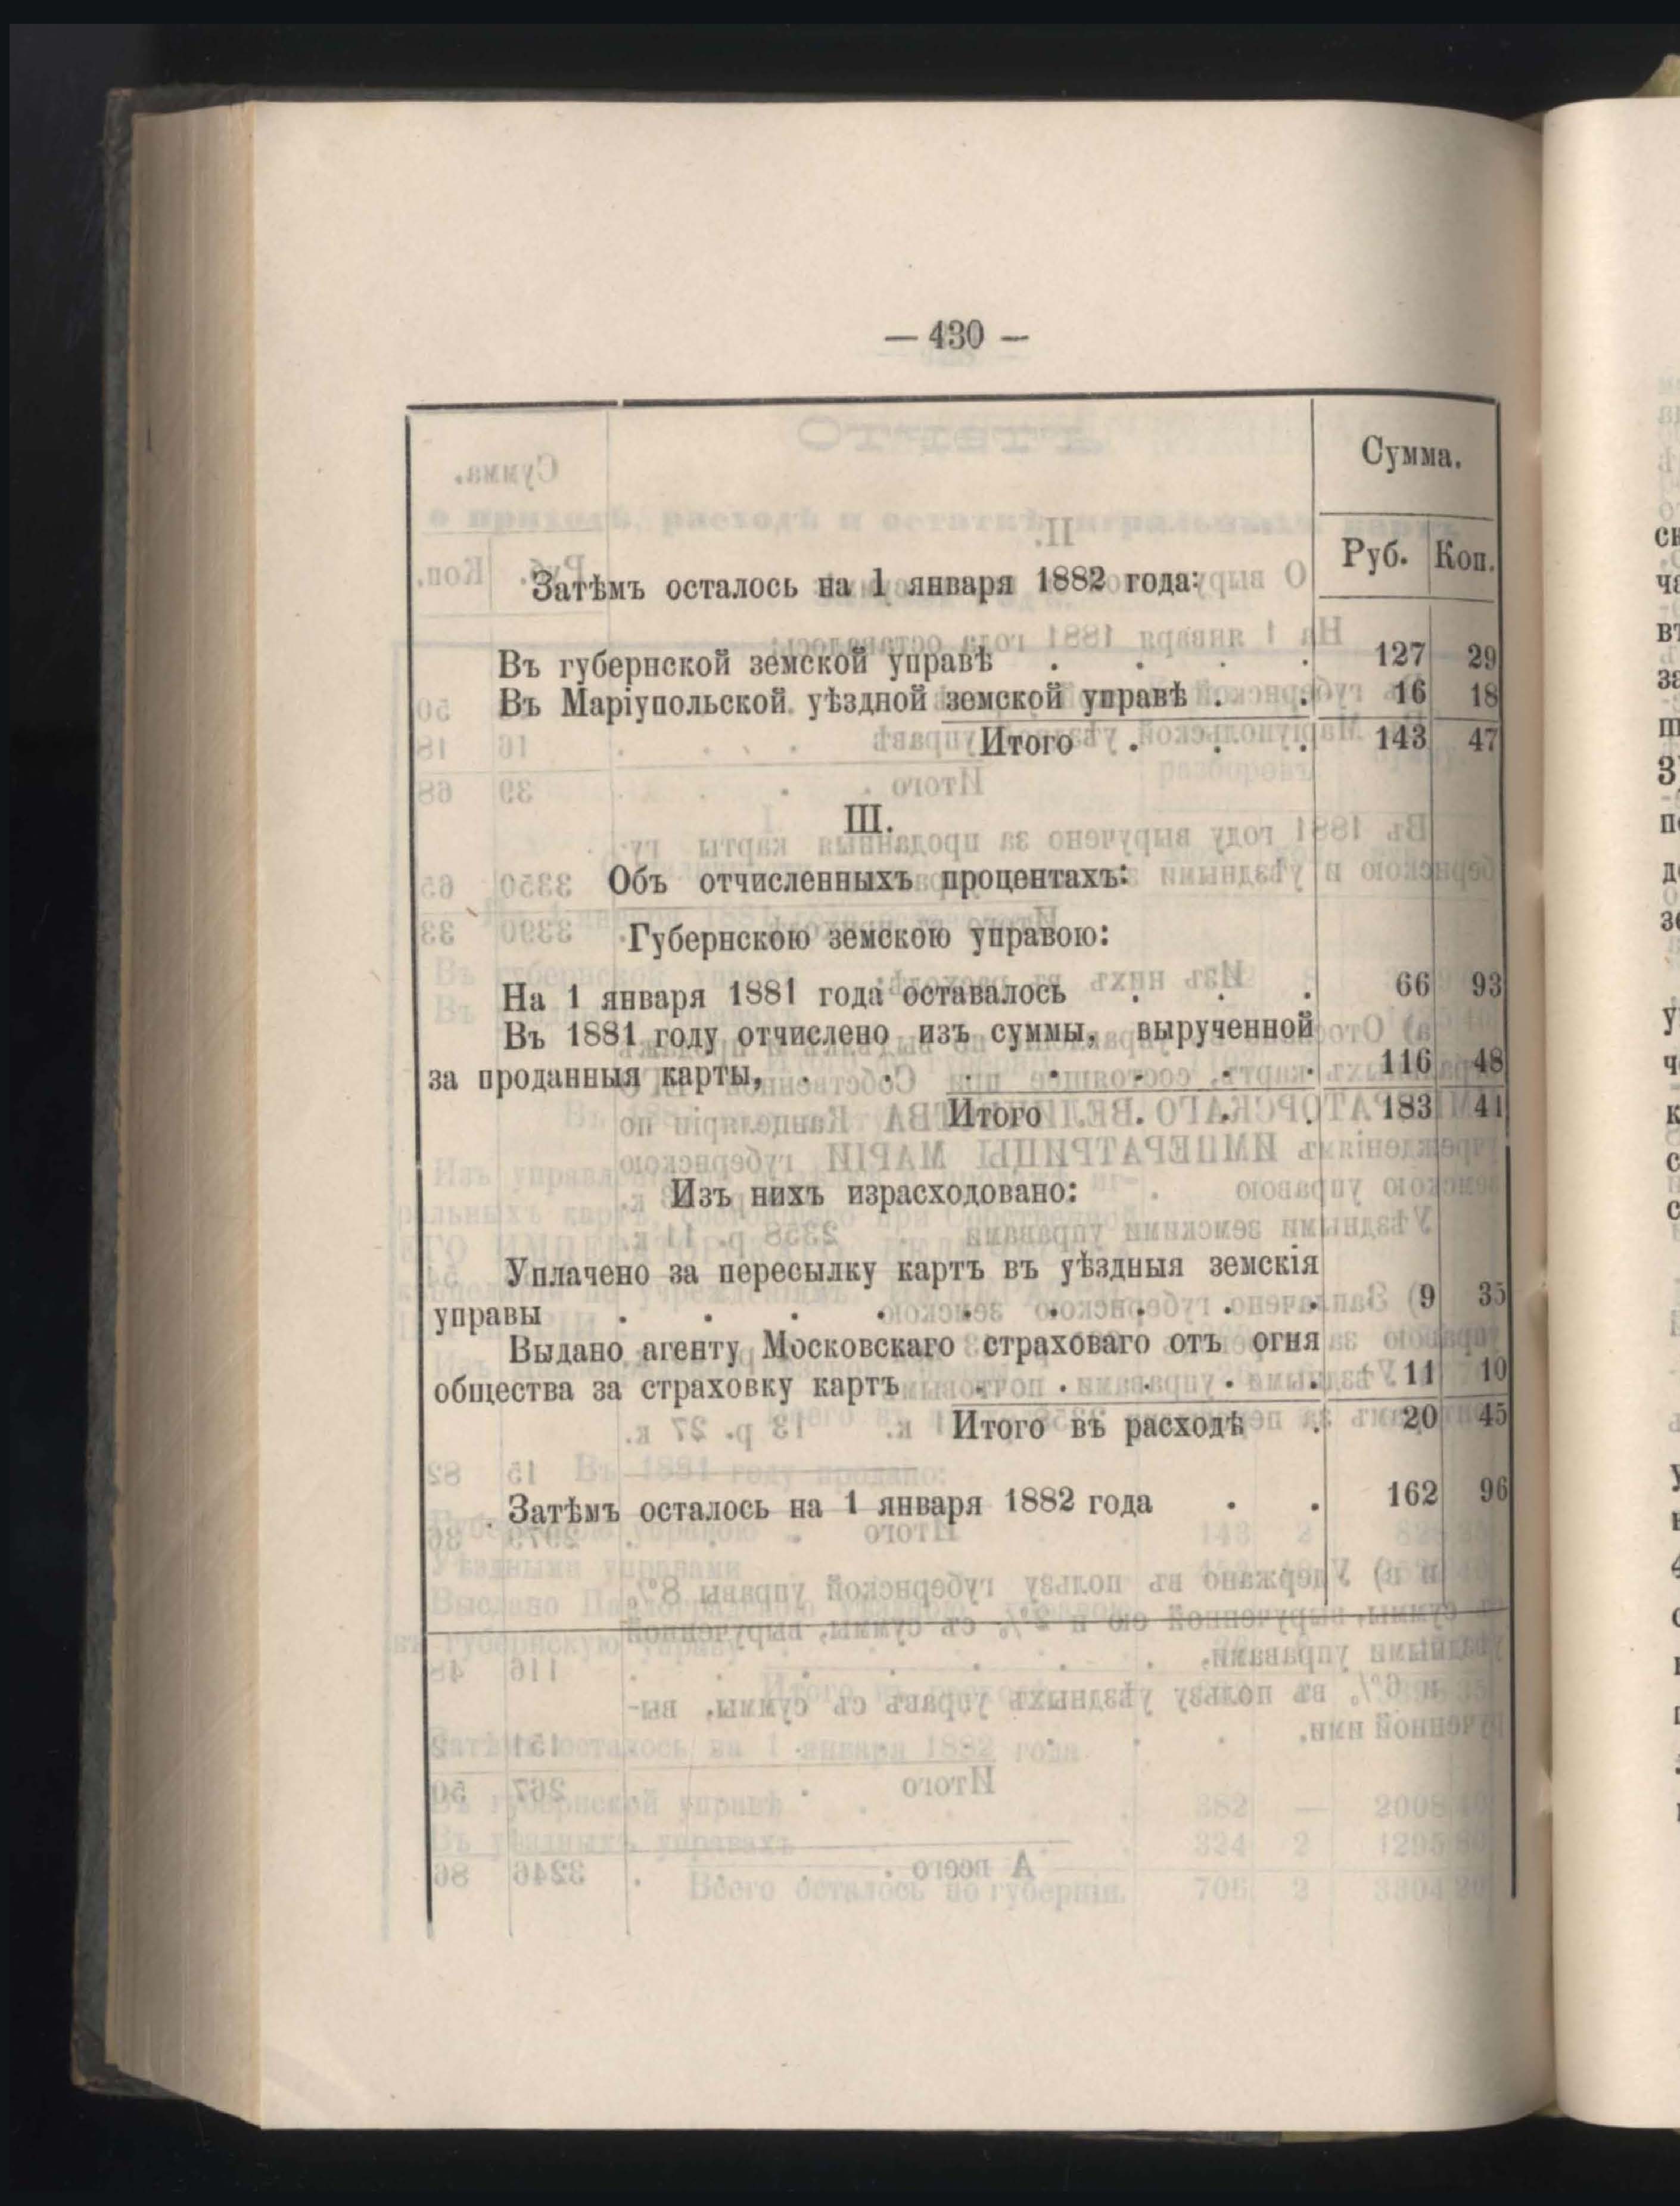 — 430 —
Сумма.
Руб. Коп.
Затѣмъ осталось на 1 января 1882 года:
Въ губернской земской управѣ . . . . 127 29
Въ Маріупольской уѣздной земской управѣ . . 16 18
Итого . . . 143 47
III.
Объ отчисленныхъ процентахъ:
Губернскою земскою управою:
На 1 января 1881 года оставалось . . . 66 93
Въ 1881 году отчислено изъ суммы, вырученной
за проданныя карты, . . . . . . . 116 48
Итого . . . 183 41
Изъ нихъ израсходовано:
Уплачено за пересылку картъ въ уѣздныя земскія
управы . . . . . . . . . 9 35
Выдано агенту Московскаго страховаго отъ огня
общества за страховку картъ . . . . . 11 10
Итого въ расходѣ . 20 45
Затѣмъ осталось на 1 января 1882 года . . 162 96